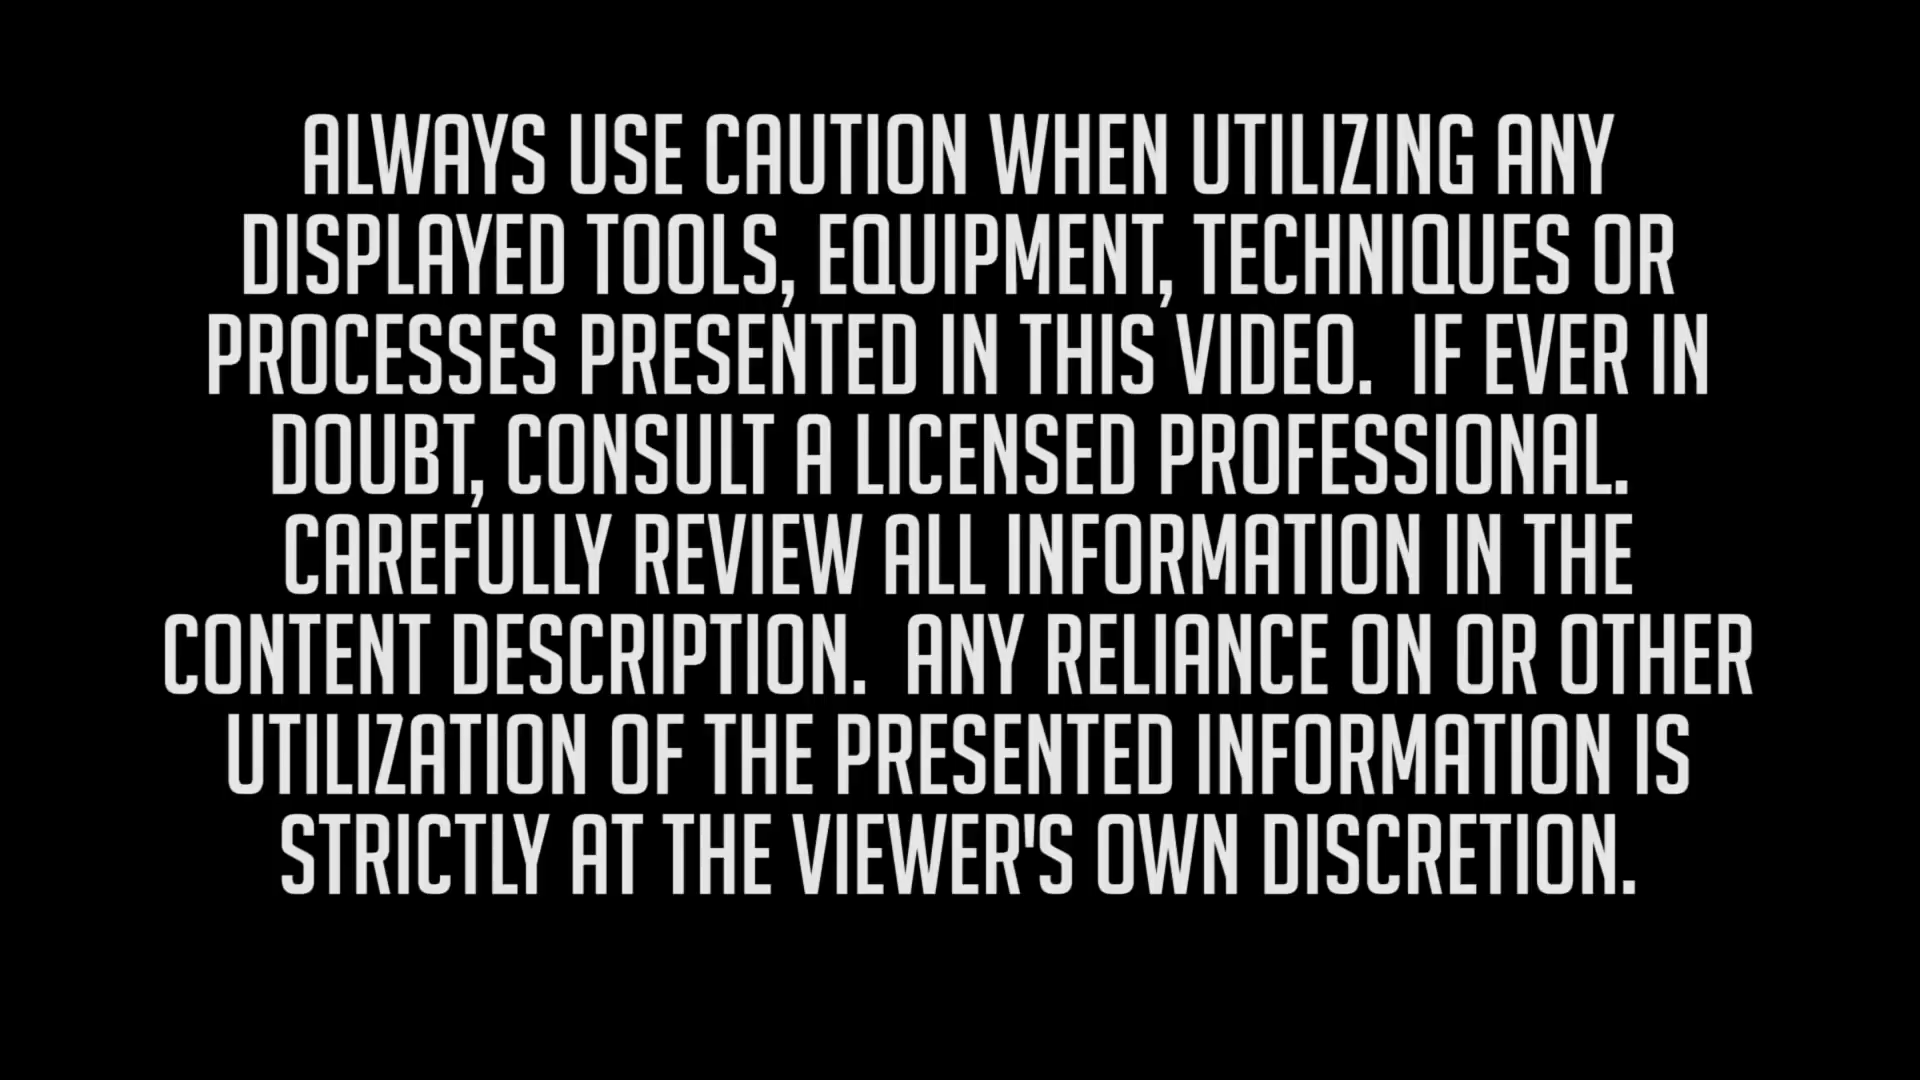 ALWAYS USE CAUTION WHEN UTILIZING ANY
DISPLAYED TOOLS, EQUIPMENT, TECHNIQUES OR
PROCESSES PRESENTED IN THIS VIDEO.  IF EVER IN
DOUBT, CONSULT A LICENSED PROFESSIONAL.
CAREFULLY REVIEW ALL INFORMATION IN THE
CONTENT DESCRIPTION.  ANY RELIANCE ON OR OTHER
UTILIZATION OF THE PRESENTED INFORMATION IS
STRICTLY AT THE VIEWER'S OWN DISCRETION.